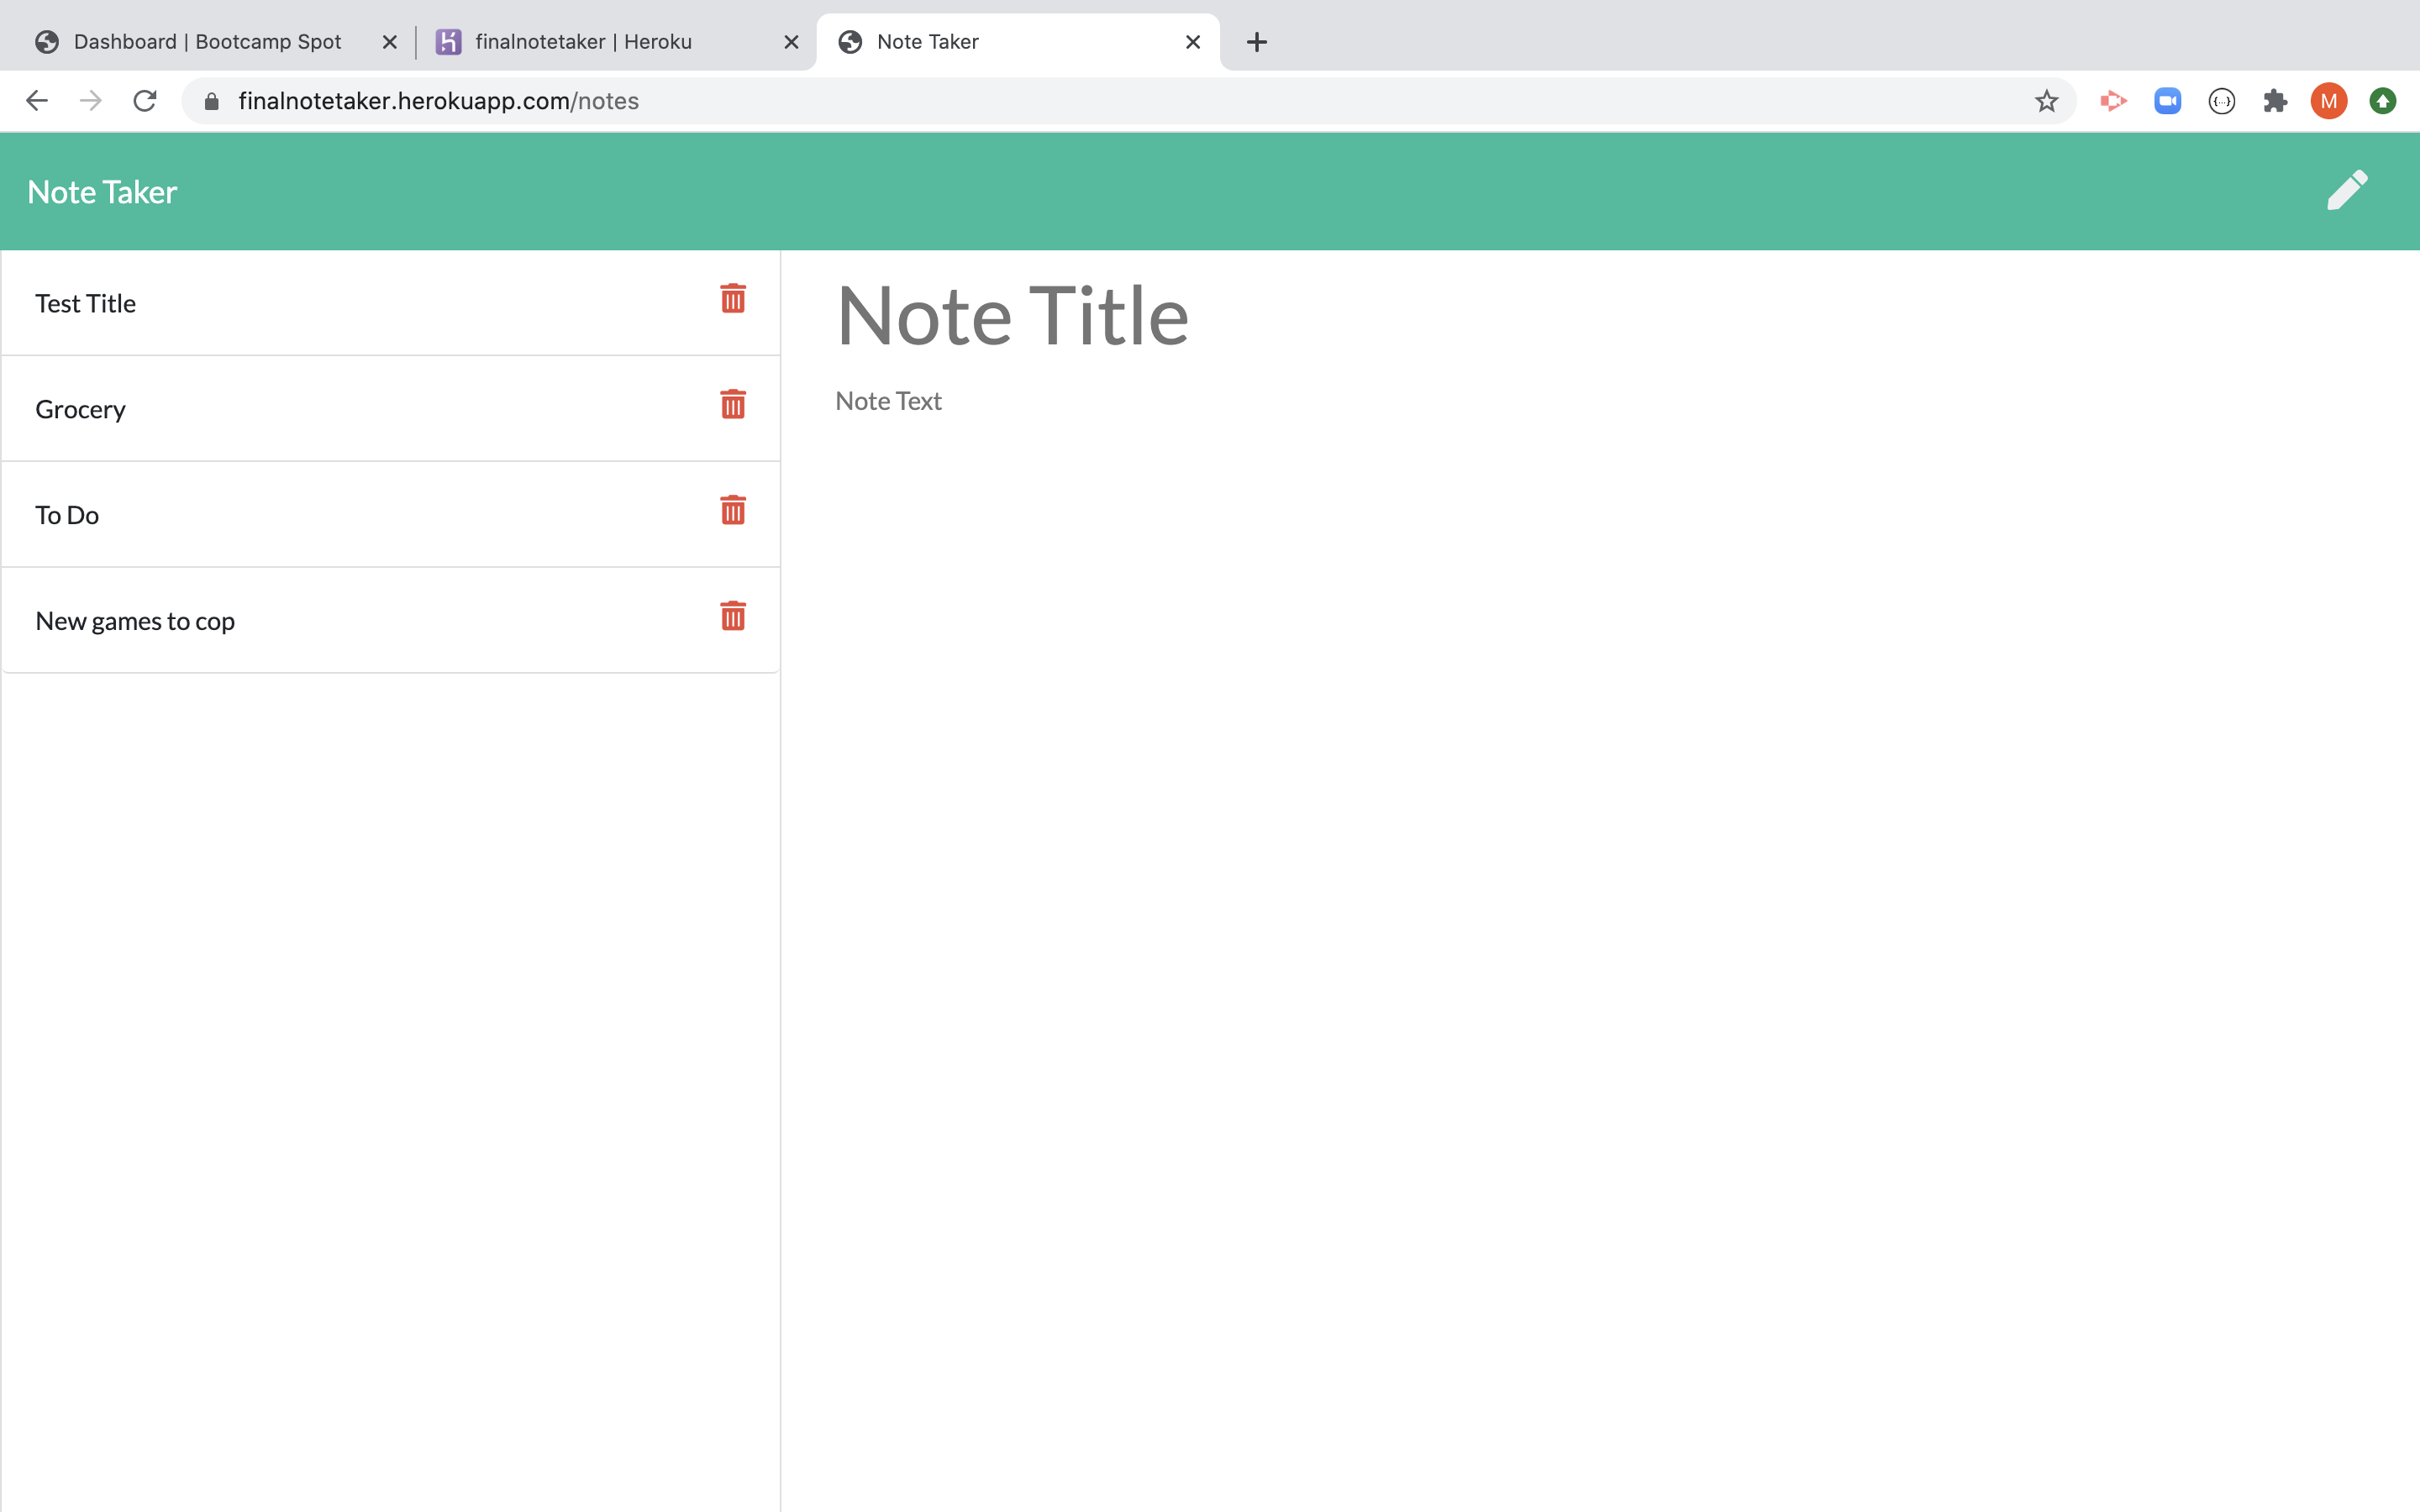 Dashboard | Bootcamp Spot
finalnotetaker | Heroku
Note Taker
finalnotetaker.herokuapp.com/notes
M
Note Taker
Test Title
Grocery
To Do
New games to cop
Note Title
Note Text